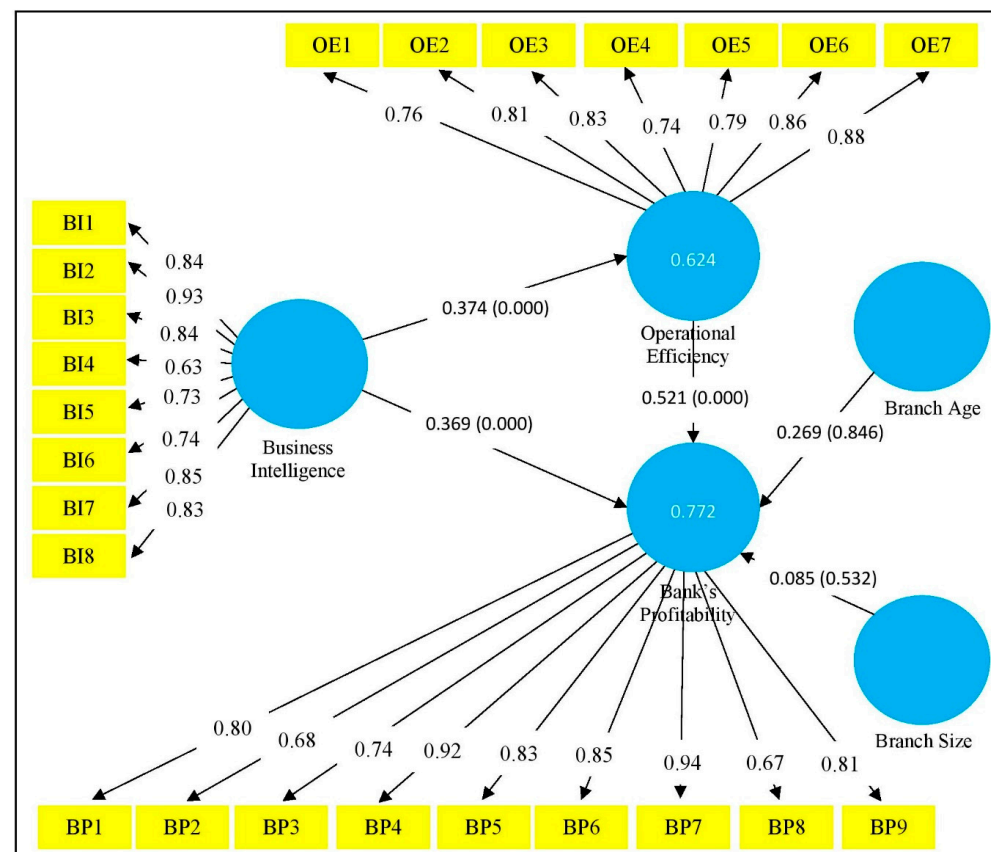 OE1 OE2 OE3 OE4 OE5 OE6 OE7
0.76 0.81 0.83 0.74 0.79 0.86 0.88
BI1
BI2
BI3
BI4
BI5
BI6
BI7
BI8
0.84
0.93
0.84
0.63
0.73
0.74
0.85
0.83
Business
Intelligence
0.374 (0.000)
0.369 (0.000)
0.624
Operational
Efficiency
0.521 (0.000)
Branch Age
0.269 (0.846)
0.772
Bank's
Profitability
0.085 (0.532)
Branch Size
0.80 0.68 0.74 0.92 0.83 0.85 0.94 0.67 0.81
BP1 BP2 BP3 BP4 BP5 BP6 BP7 BP8 BP9